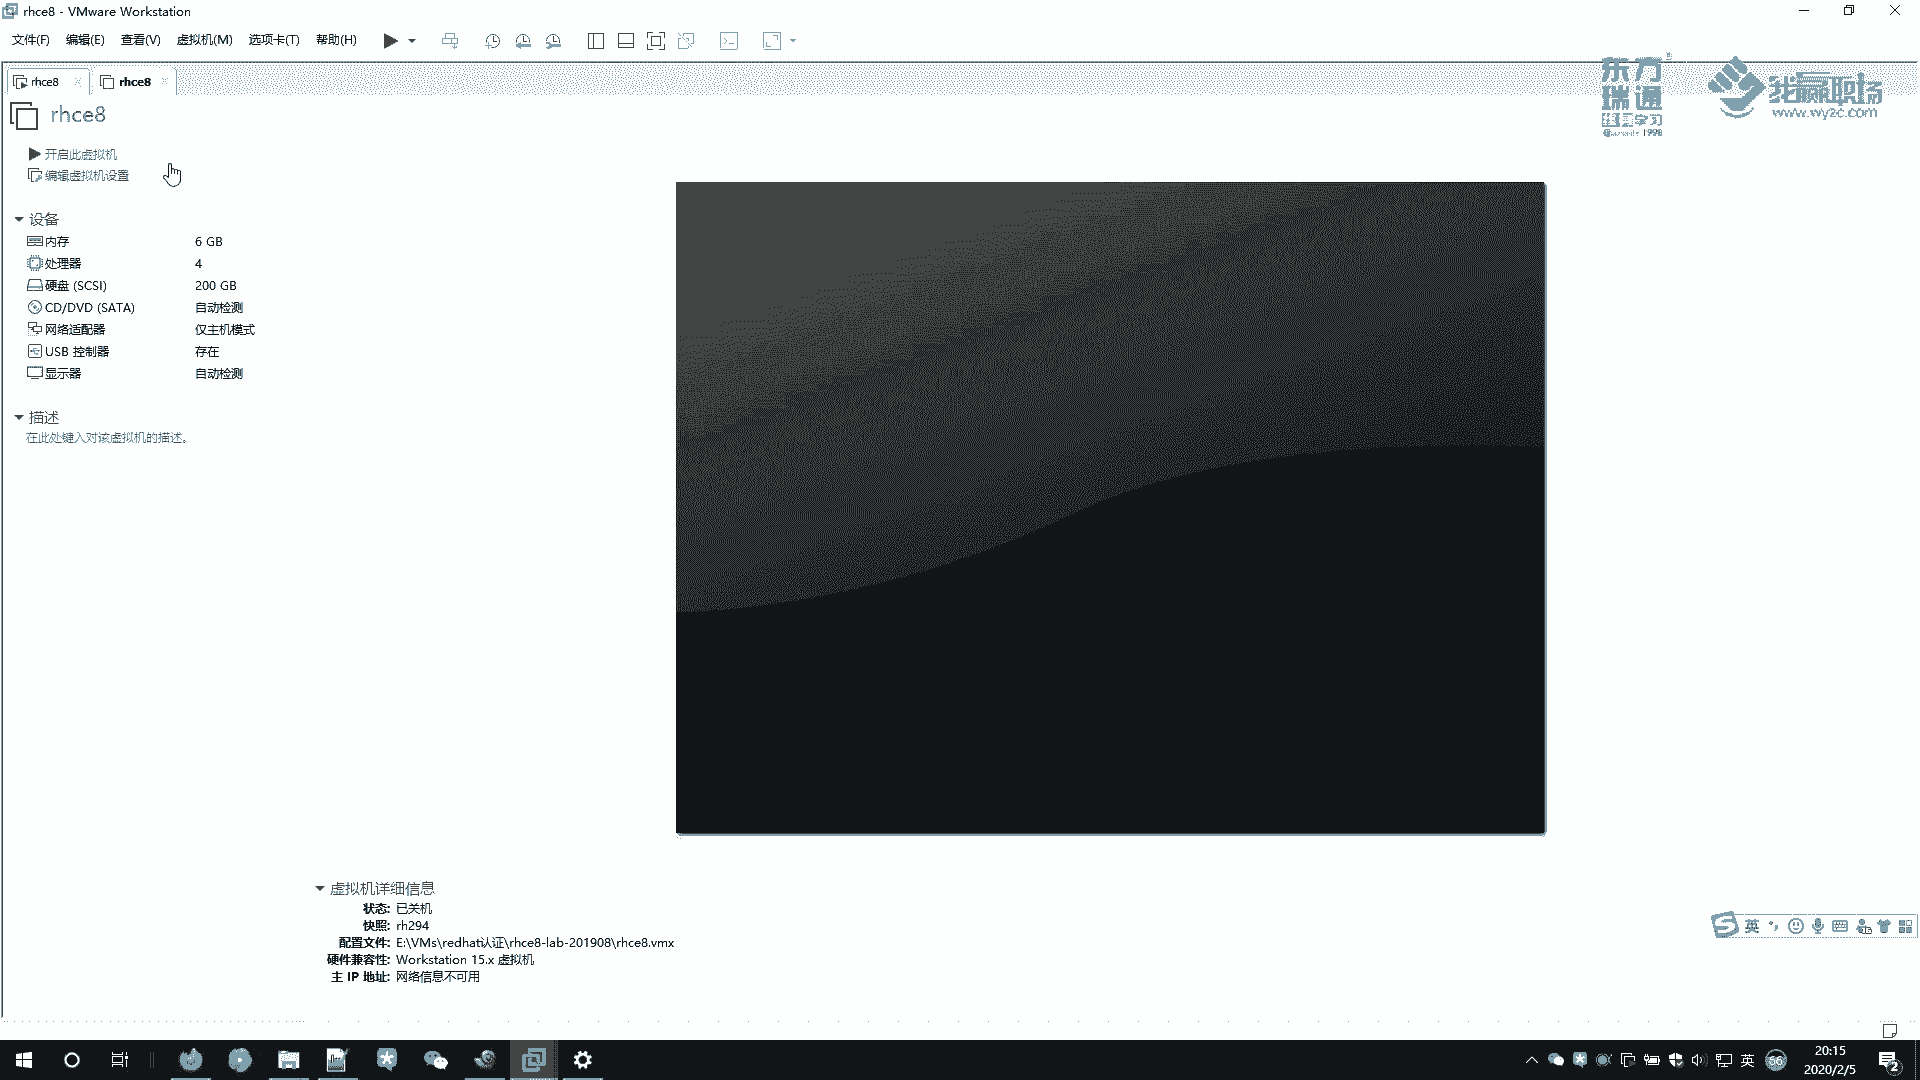 rhce8 - VMware Workstation
文件(F) 编辑(E) 查看(V) 虚拟机(M) 选项卡(T) 帮助(H)
rhce8 rhce8
东方瑞通
终身学习
1998
我赢职场
www.wy2c.com
rhce8
开启此虚拟机
编辑虚拟机设置
设备
内存 6 GB
处理器 4
硬盘 (SCSI) 200 GB
CD/DVD (SATA) 自动检测
网络适配器 仅主机模式
USB 控制器 存在
显示器 自动检测
描述
在此处键入对该虚拟机的描述。
虚拟机详细信息
状态: 已关机
快照: rh294
配置文件: E:\VMs\redhat认证\rhce8-lab-201908\rhce8.vmx
硬件兼容性: Workstation 15.x 虚拟机
主 IP 地址: 网络信息不可用
英
英 66 20:15
2020/2/5
2